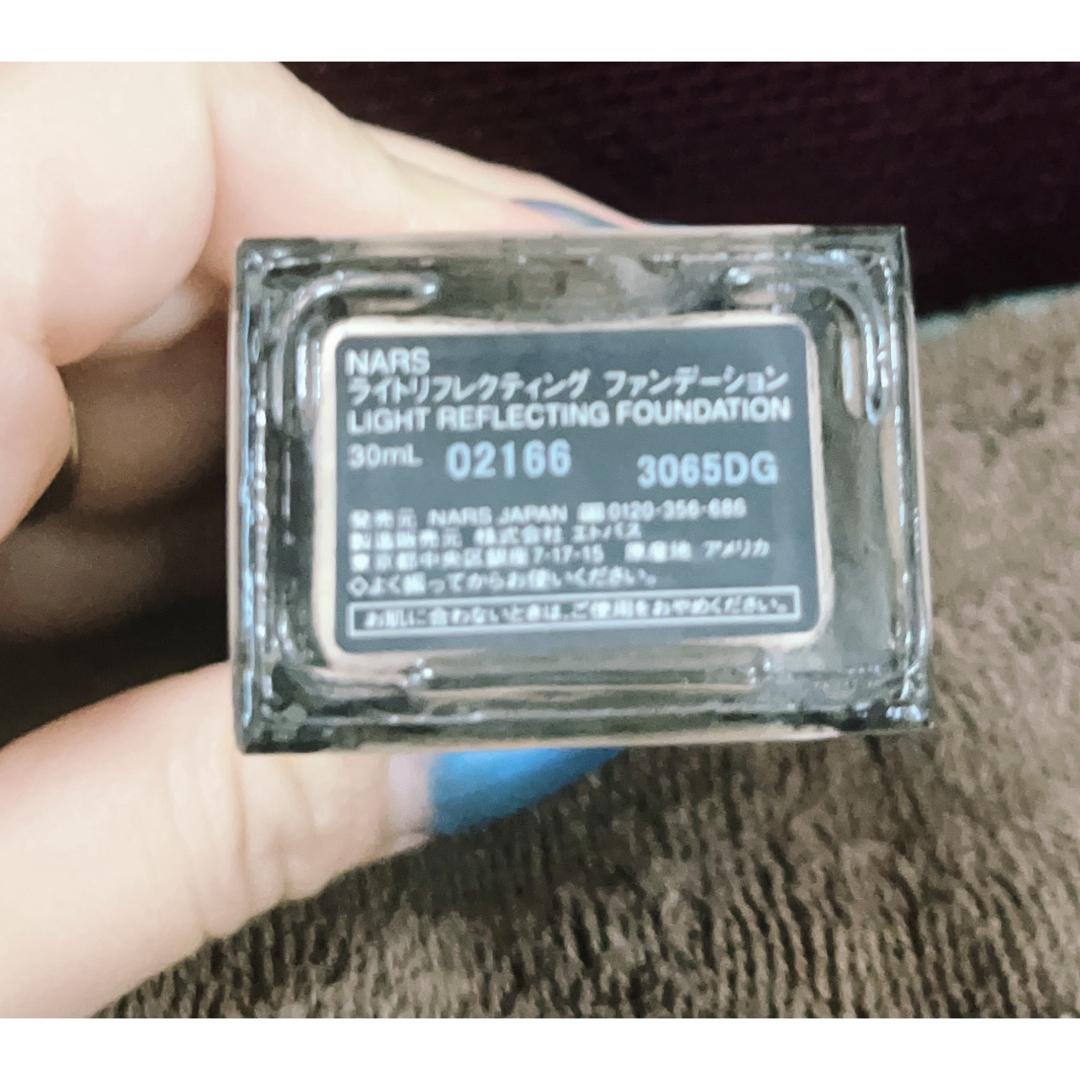 NARS
ライトリフレクティング ファンデーション
LIGHT REFLECTING FOUNDATION
30mL 02166 3065DG
発売元 NARS JAPAN 0120-356-686
製造販売元 株式会社 エトバス
東京都中央区銀座7-17-15 原産地 アメリカ
◇よく振ってからお使いください。
お肌に合わないときは、ご使用をおやめください。